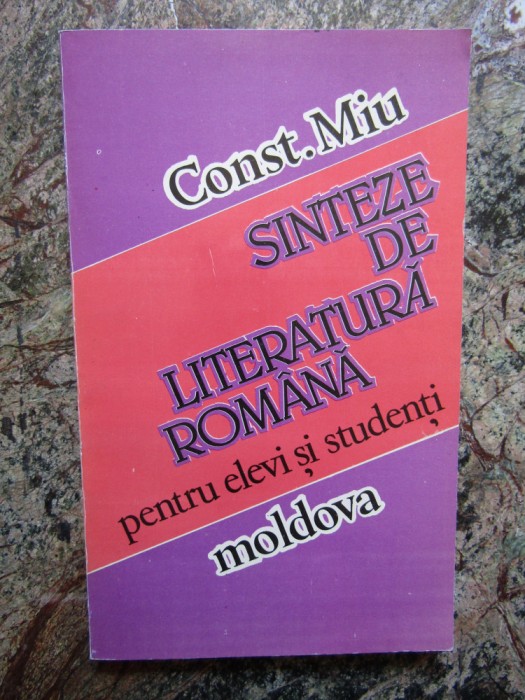 Const. Miu
SINTEZE
DE
LITERATURĂ
ROMÂNĂ
pentru elevi și studenți
moldova